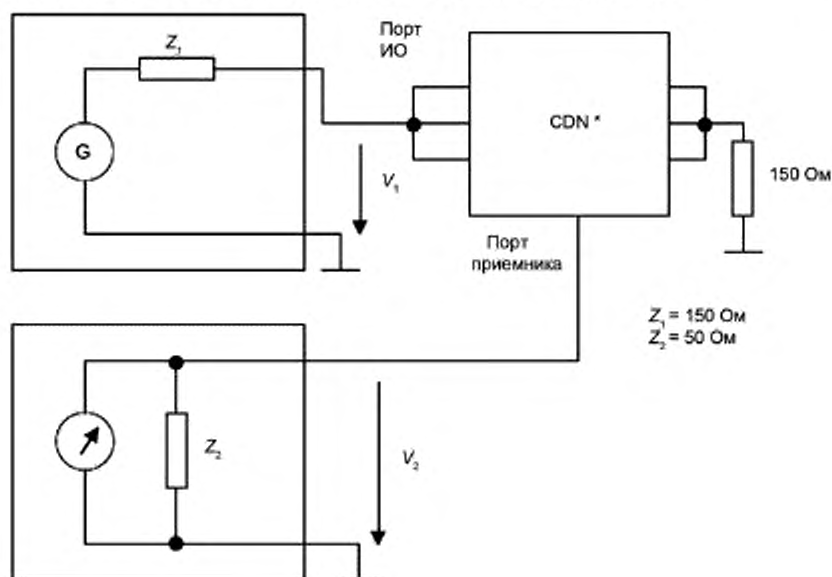 Z1
Порт
ИО
CDN *
G
V1
150 Ом
Порт
приемника
Z1 = 150 Ом
Z2 = 50 Ом
Z2
V2